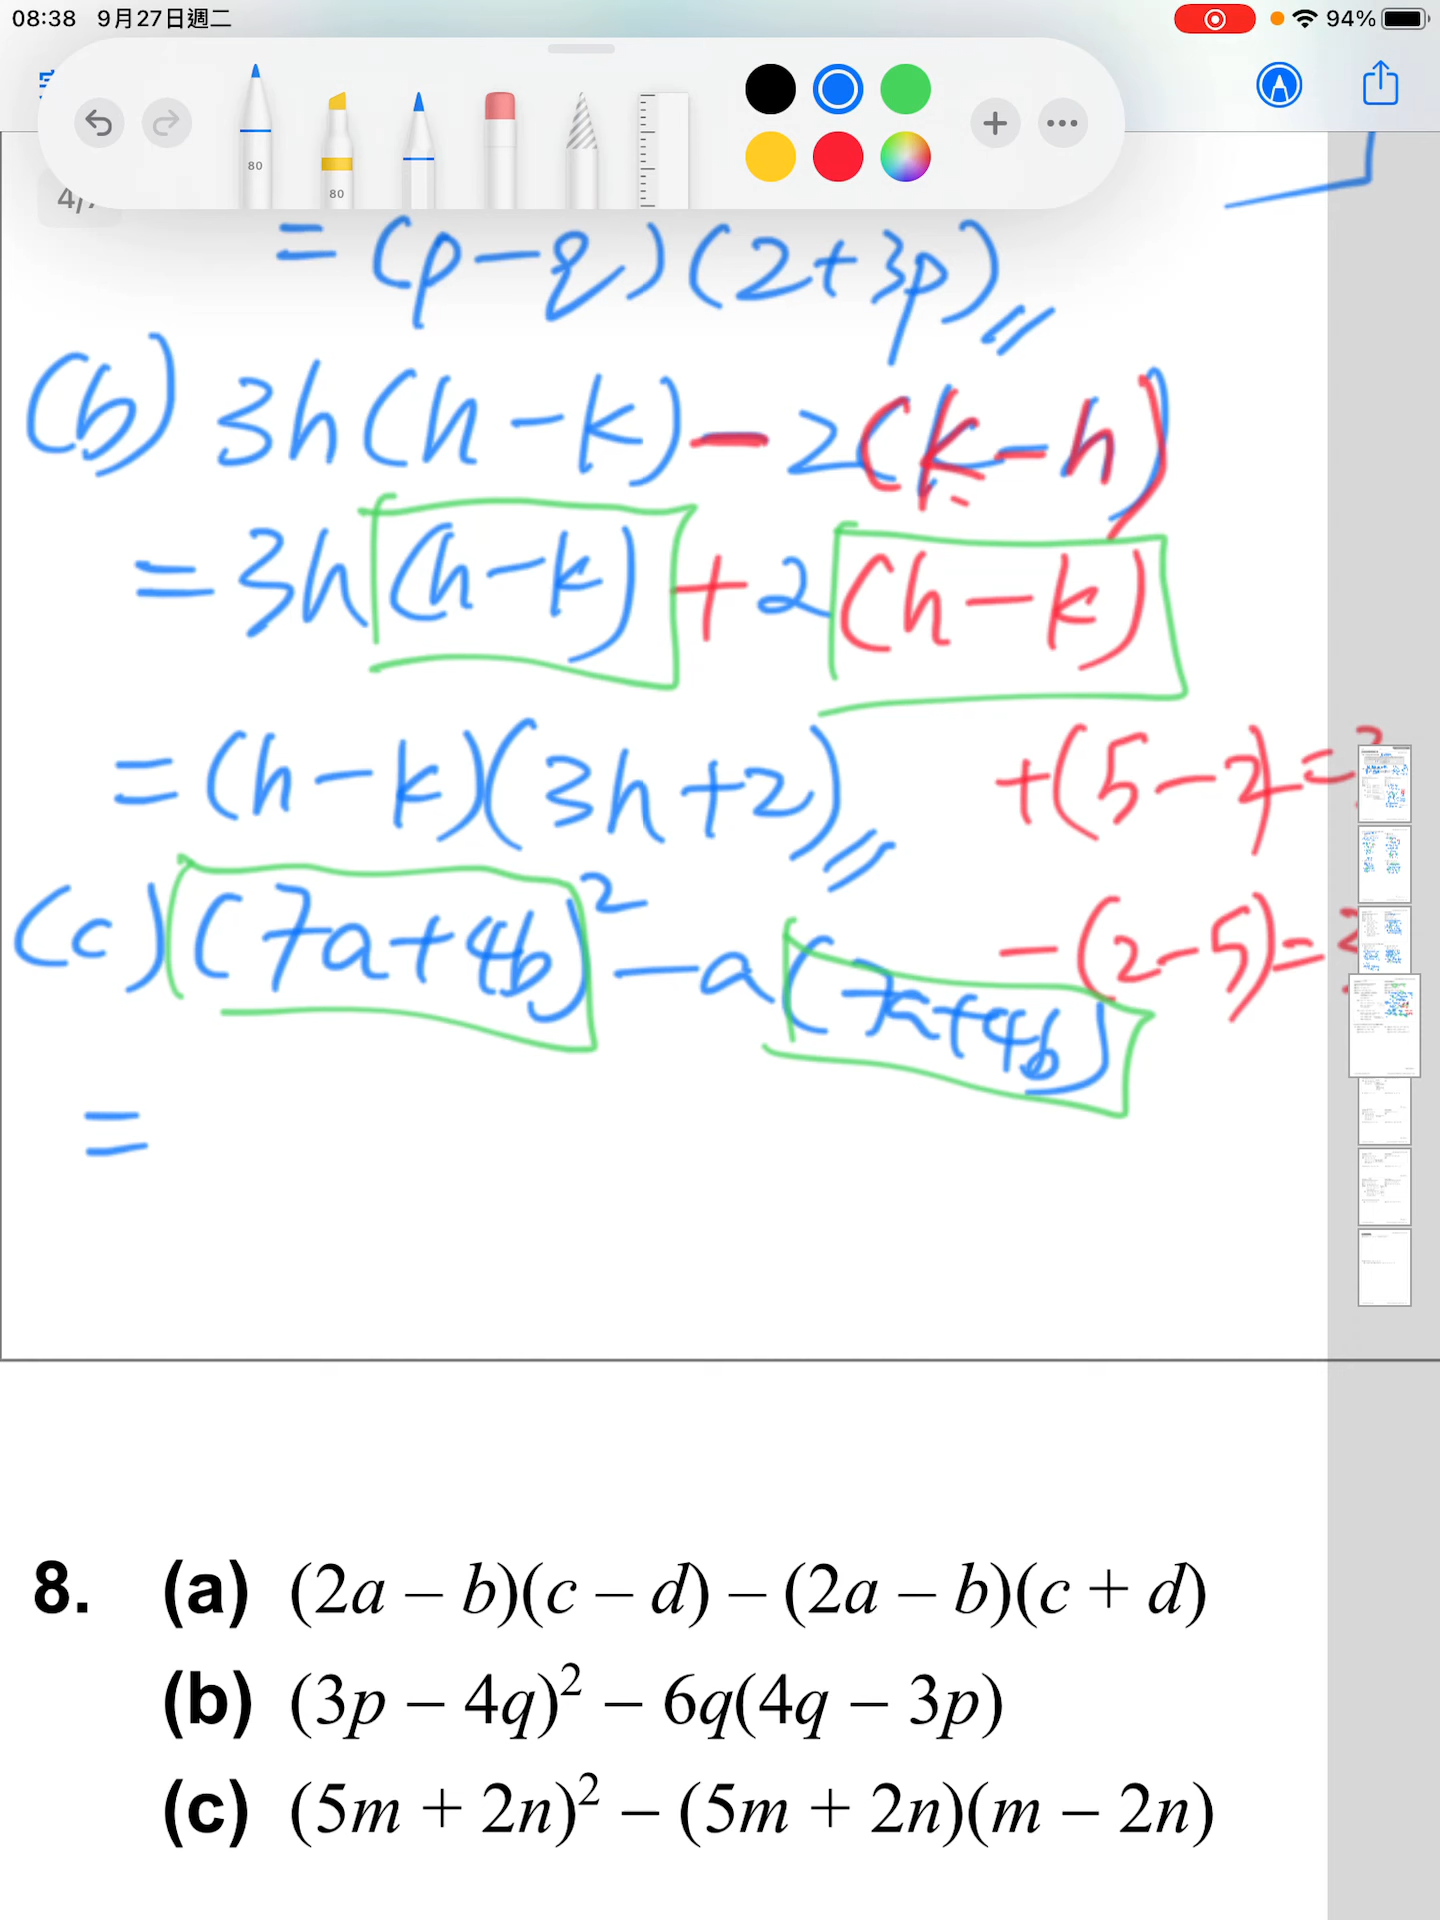 08:38 9月27日週二 94%
80 80
= (p-q)(2+3p)
(b) 3h(h-k)-2(k-h)
=3h(h-k)+2(h-k)
=(h-k)(3h+2)
+(5-2)=3
(c) (7a+4b)²-a(7a+4b)
-(2-5)=3
=
8. (a) (2a – b)(c – d) – (2a – b)(c + d)
(b) (3p – 4q)² – 6q(4q – 3p)
(c) (5m + 2n)² – (5m + 2n)(m – 2n)